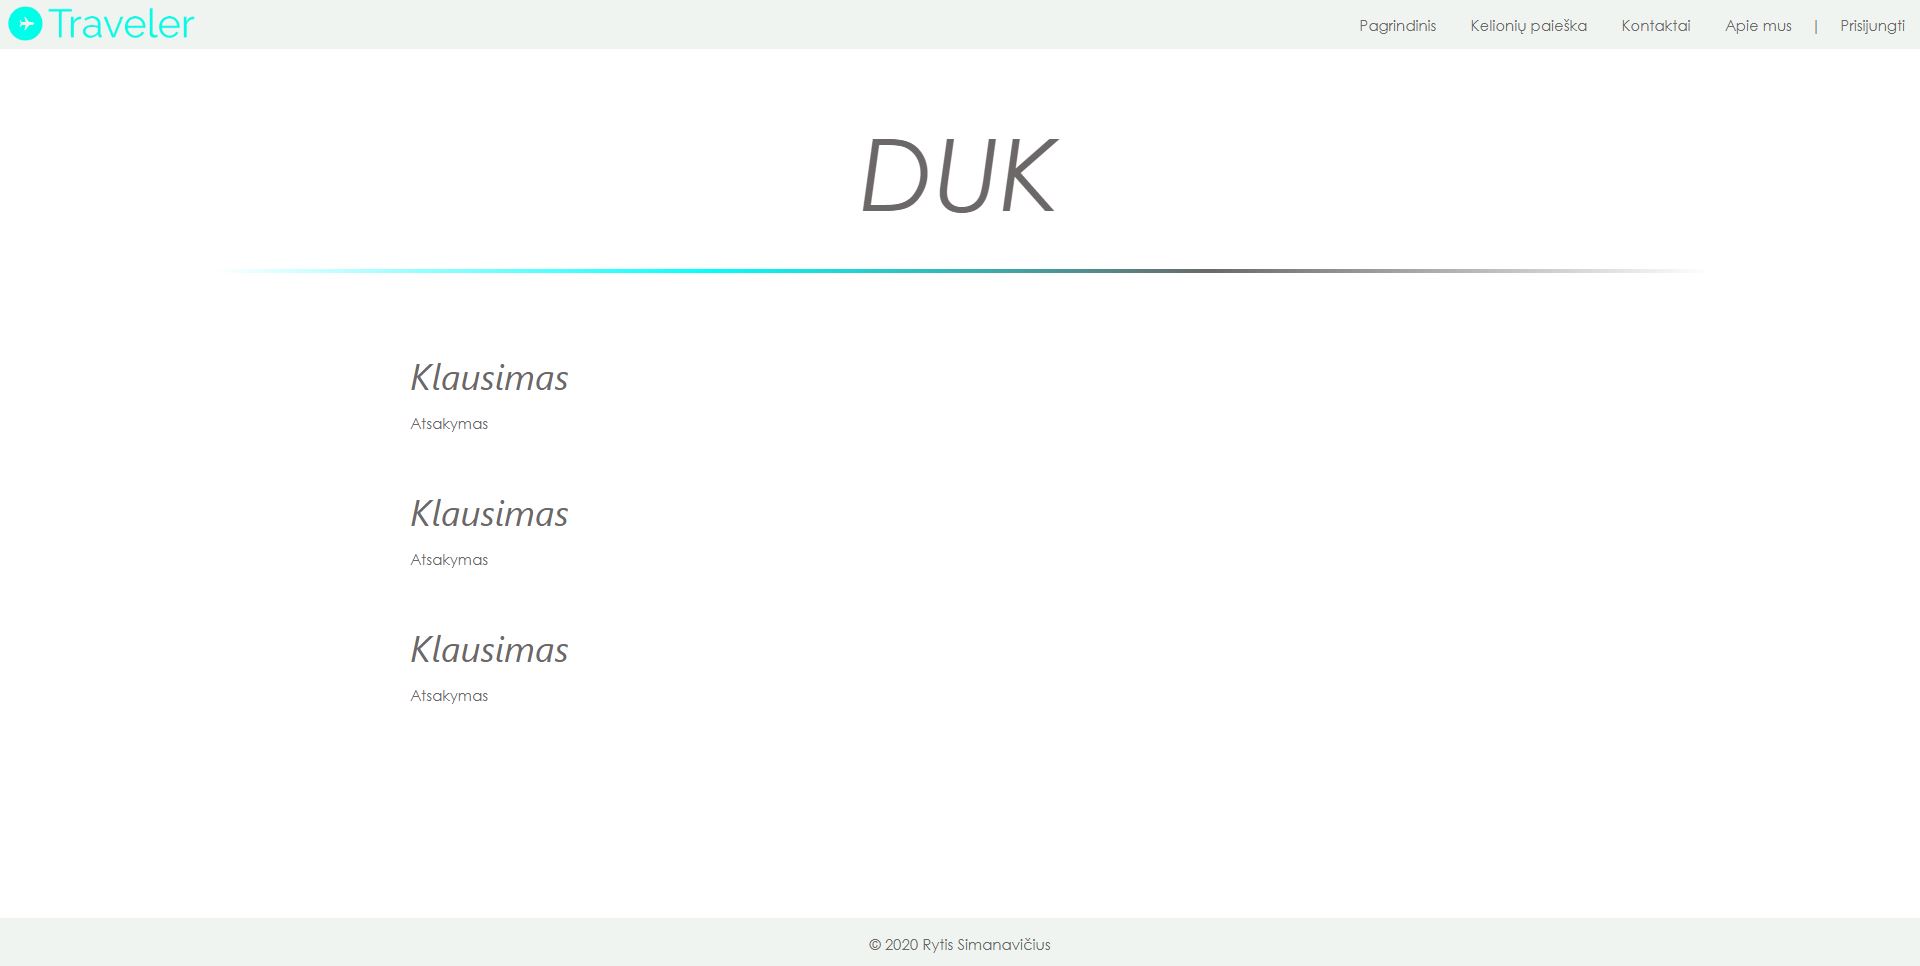 Traveler
Pagrindinis Kelionių paieška Kontaktai Apie mus | Prisijungti
DUK
Klausimas
Atsakymas
Klausimas
Atsakymas
Klausimas
Atsakymas
© 2020 Rytis Simanavičius